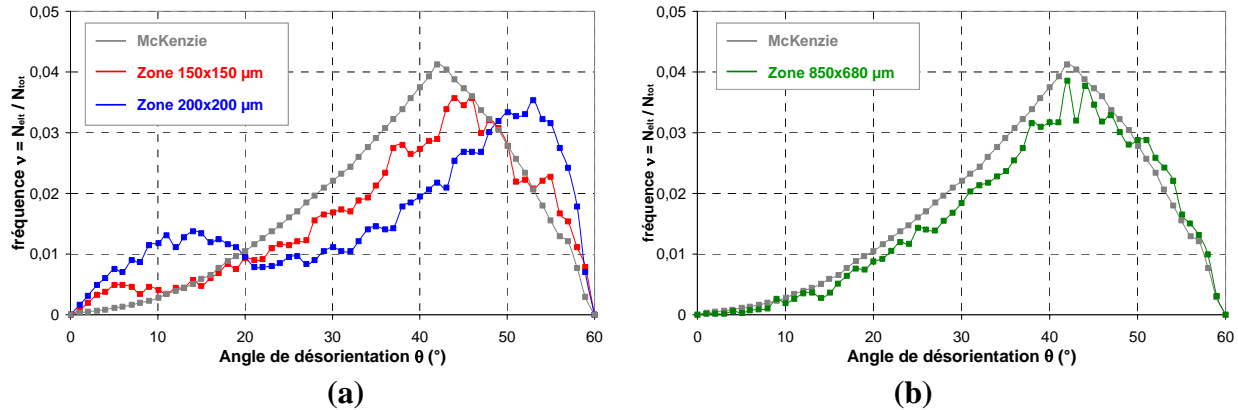 0,05
0,04
0,03
0,02
0,01
0
fréquence ν = Nelt / Ntot
McKenzie
Zone 150x150 µm
Zone 200x200 µm
0 10 20 30 40 50 60
Angle de désorientation θ (°)
(a)
0,05
0,04
0,03
0,02
0,01
0
fréquence ν = Nelt / Ntot
McKenzie
Zone 850x680 µm
0 10 20 30 40 50 60
Angle de désorientation θ (°)
(b)